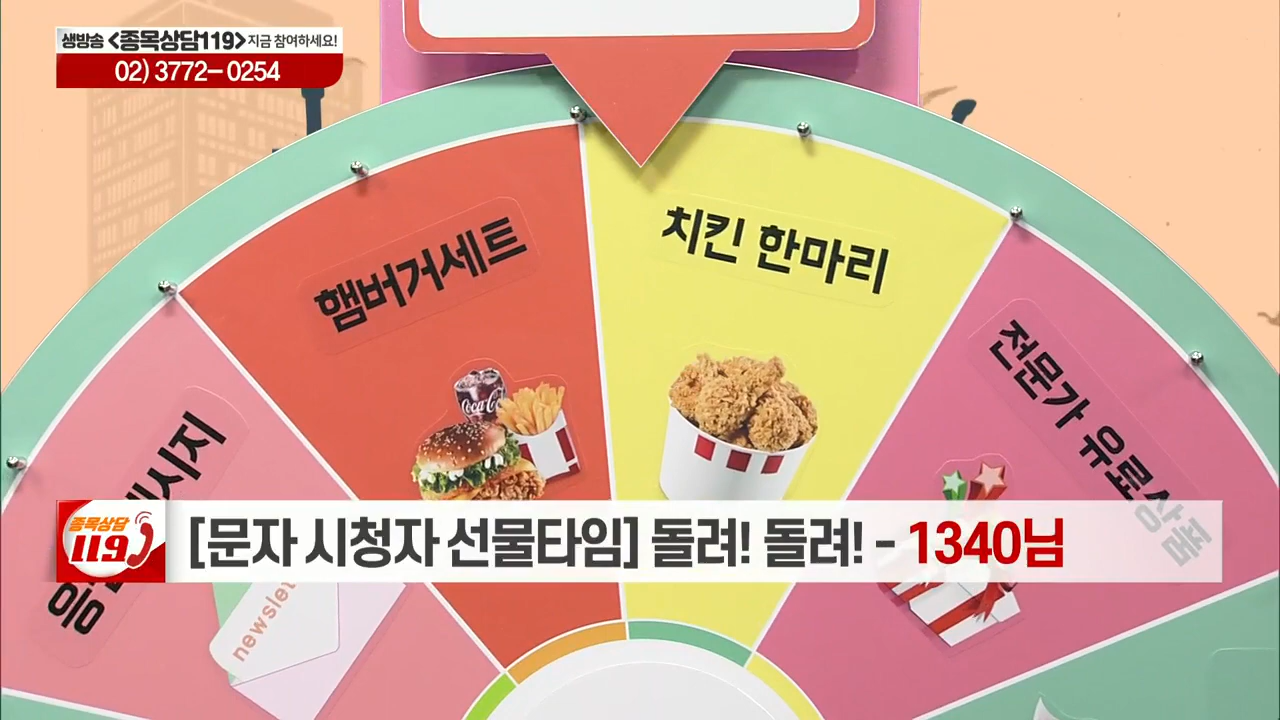 생방송 <종목상담119> 지금 참여하세요!
02) 3772-0254
햄버거세트
치킨 한마리
전문가 유료상품
Coca-Co
newslet
종목상담
119
[문자 시청자 선물타임] 돌려! 돌려! - 1340님